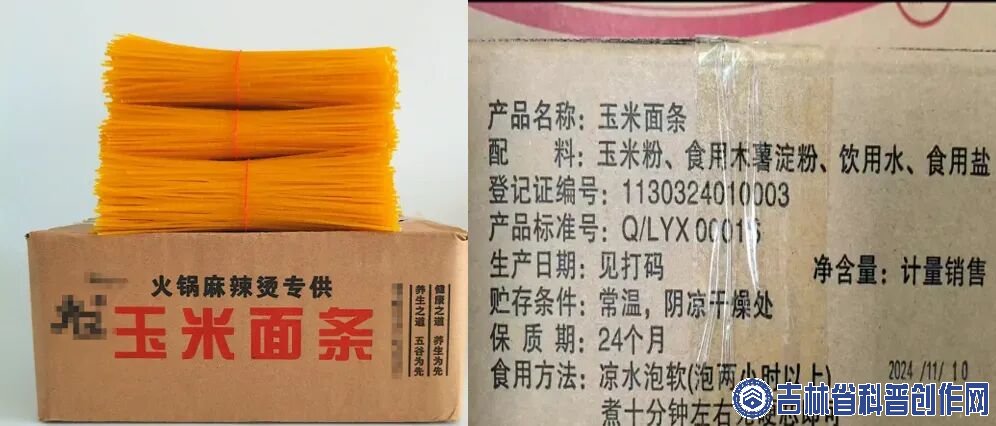 火锅麻辣烫专供
玉米面条
健康之道 养生为先
养生之道 五谷为先
产品名称：玉米面条
配 料：玉米粉、食用木薯淀粉、饮用水、食用盐
登记证编号：1130324010003
产品标准号：Q/LYX 0001S
生产日期：见打码
净含量：计量销售
贮存条件：常温，阴凉干燥处
保 质 期：24个月
2024/11/10
食用方法：凉水泡软(泡两小时以上)
煮十分钟左右无硬芯即可
吉林省科普创作网